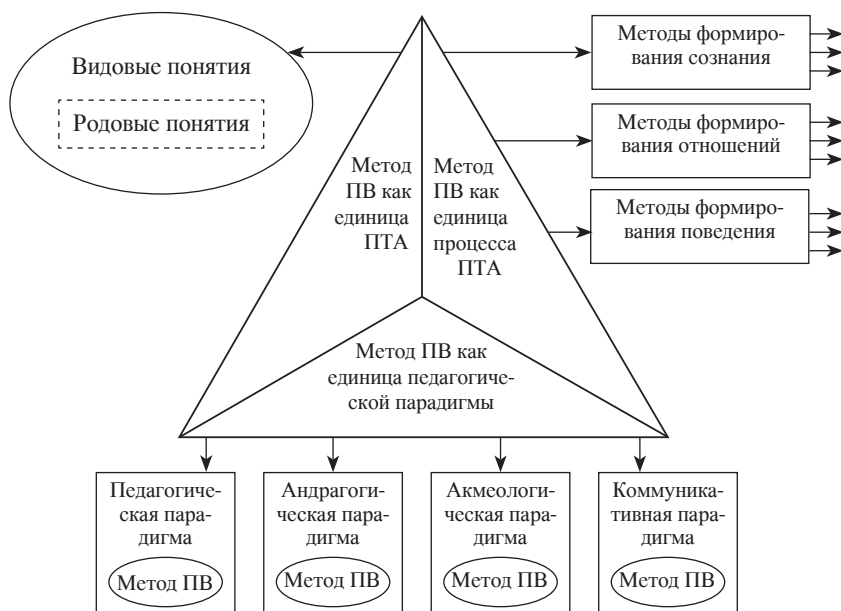 Видовые понятия
Родовые понятия
Методы формиро-
вания сознания
Методы формиро-
вания отношений
Методы формиро-
вания поведения
Метод
ПВ как
единица
ПТА
Метод
ПВ как
единица
процесса
ПТА
Метод ПВ как
единица педагогиче-
ской парадигмы
Педагогиче-
ская пара-
дигма
Метод ПВ
Андрагоги-
ческая пара-
дигма
Метод ПВ
Акмеологи-
ческая пара-
дигма
Метод ПВ
Коммуника-
тивная пара-
дигма
Метод ПВ